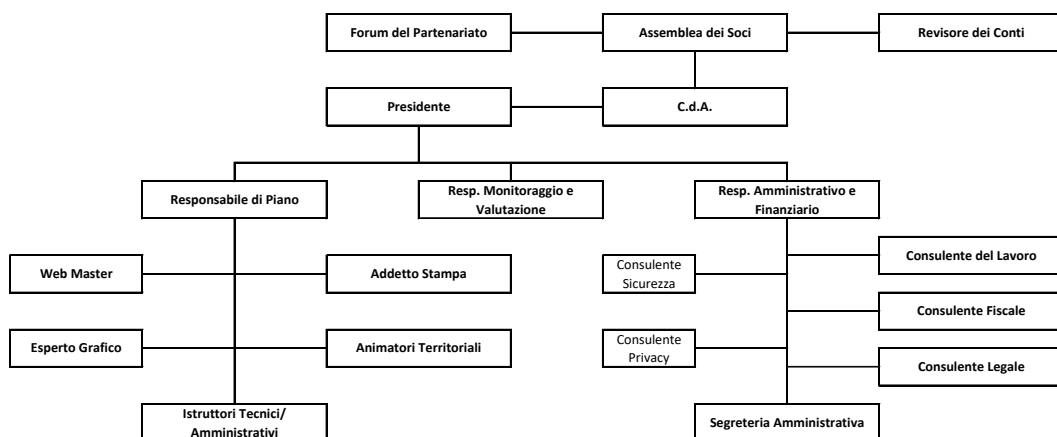 Forum del Partenariato
Assemblea dei Soci
Revisore dei Conti
Presidente
C.d.A.
Responsabile di Piano
Resp. Monitoraggio e
Valutazione
Resp. Amministrativo e
Finanziario
Web Master
Addetto Stampa
Consulente
Sicurezza
Consulente del Lavoro
Consulente Fiscale
Esperto Grafico
Animatori Territoriali
Consulente
Privacy
Consulente Legale
Istruttori Tecnici/
Amministrativi
Segreteria Amministrativa